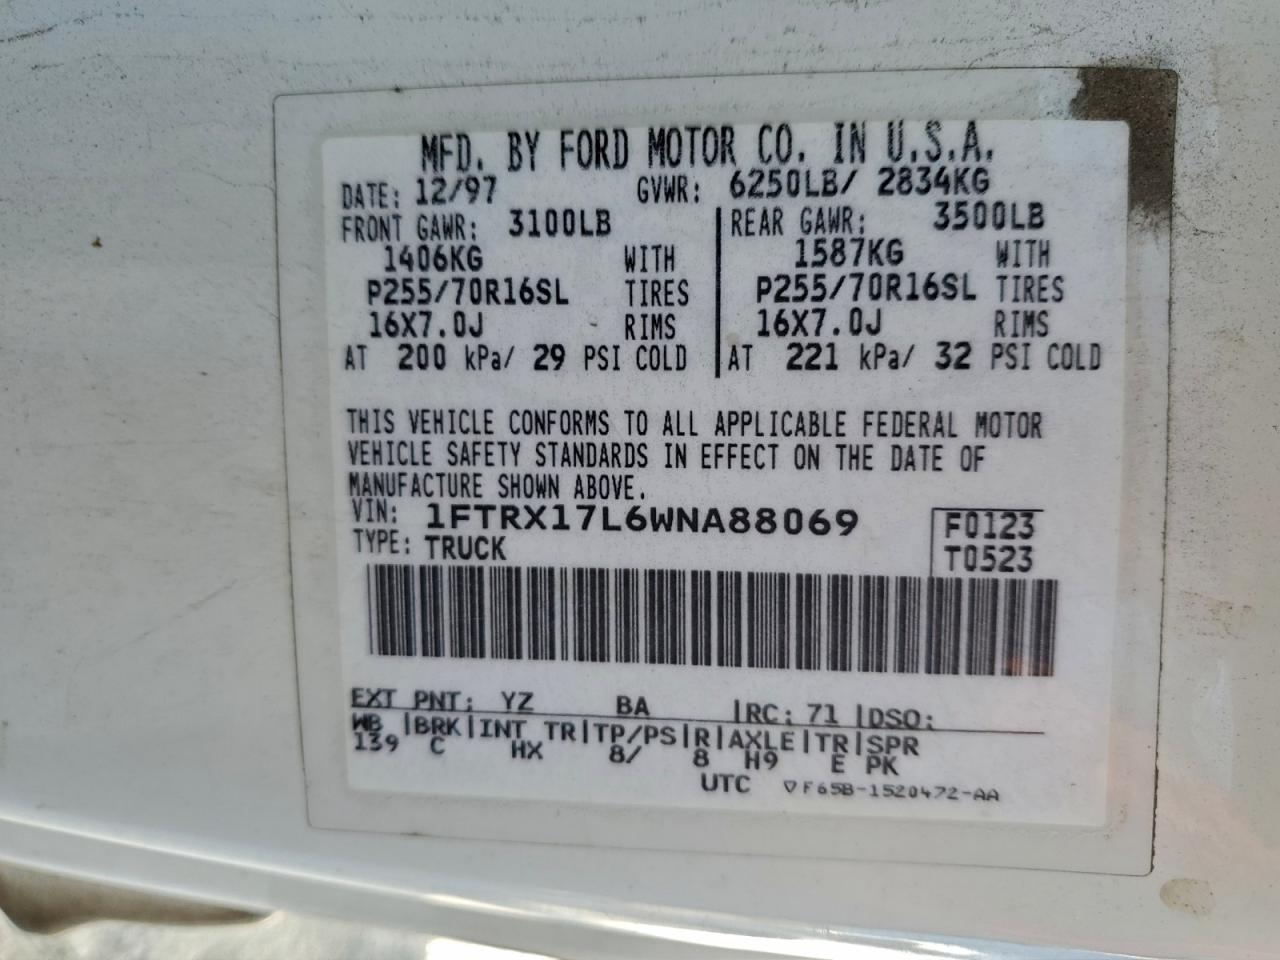 MFD. BY FORD MOTOR CO. IN U.S.A.
DATE: 12/97 GVWR: 6250LB/ 2834KG
FRONT GAWR: 3100LB REAR GAWR: 3500LB
1406KG WITH 1587KG WITH
P255/70R16SL TIRES P255/70R16SL TIRES
16X7.0J RIMS 16X7.0J RIMS
AT 200 kPa/ 29 PSI COLD AT 221 kPa/ 32 PSI COLD
THIS VEHICLE CONFORMS TO ALL APPLICABLE FEDERAL MOTOR
VEHICLE SAFETY STANDARDS IN EFFECT ON THE DATE OF
MANUFACTURE SHOWN ABOVE.
VIN: 1FTRX17L6WNA88069 F0123
TYPE: TRUCK T0523
EXT PNT: YZ BA |RC: 71 |DSO:
WB |BRK|INT TR|TP/PS|R|AXLE|TR|SPR
139 C HX 8/ 8 H9 E PK
UTC ▽F65B-1520472-AA